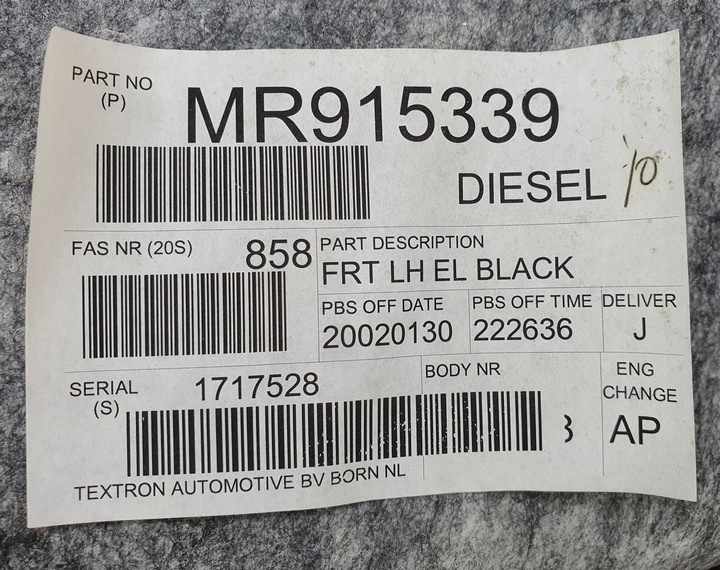 PART NO
(P)
MR915339
DIESEL
10
FAS NR (20S)
858
PART DESCRIPTION
FRT LH EL BLACK
PBS OFF DATE
20020130
PBS OFF TIME
222636
DELIVER
J
SERIAL
(S)
1717528
BODY NR
3
ENG
CHANGE
AP
TEXTRON AUTOMOTIVE BV BORN NL